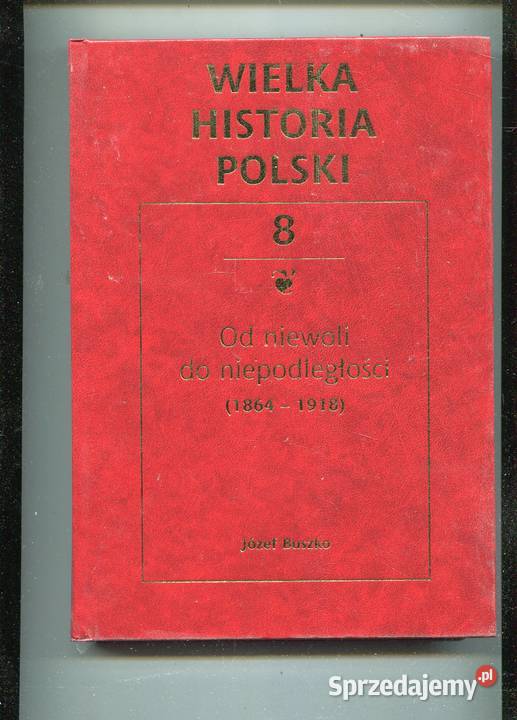 WIELKA
HISTORIA
POLSKI
8
Od niewoli
do niepodległości
(1864 – 1918)
Józef Buszko
Sprzedajemy.pl